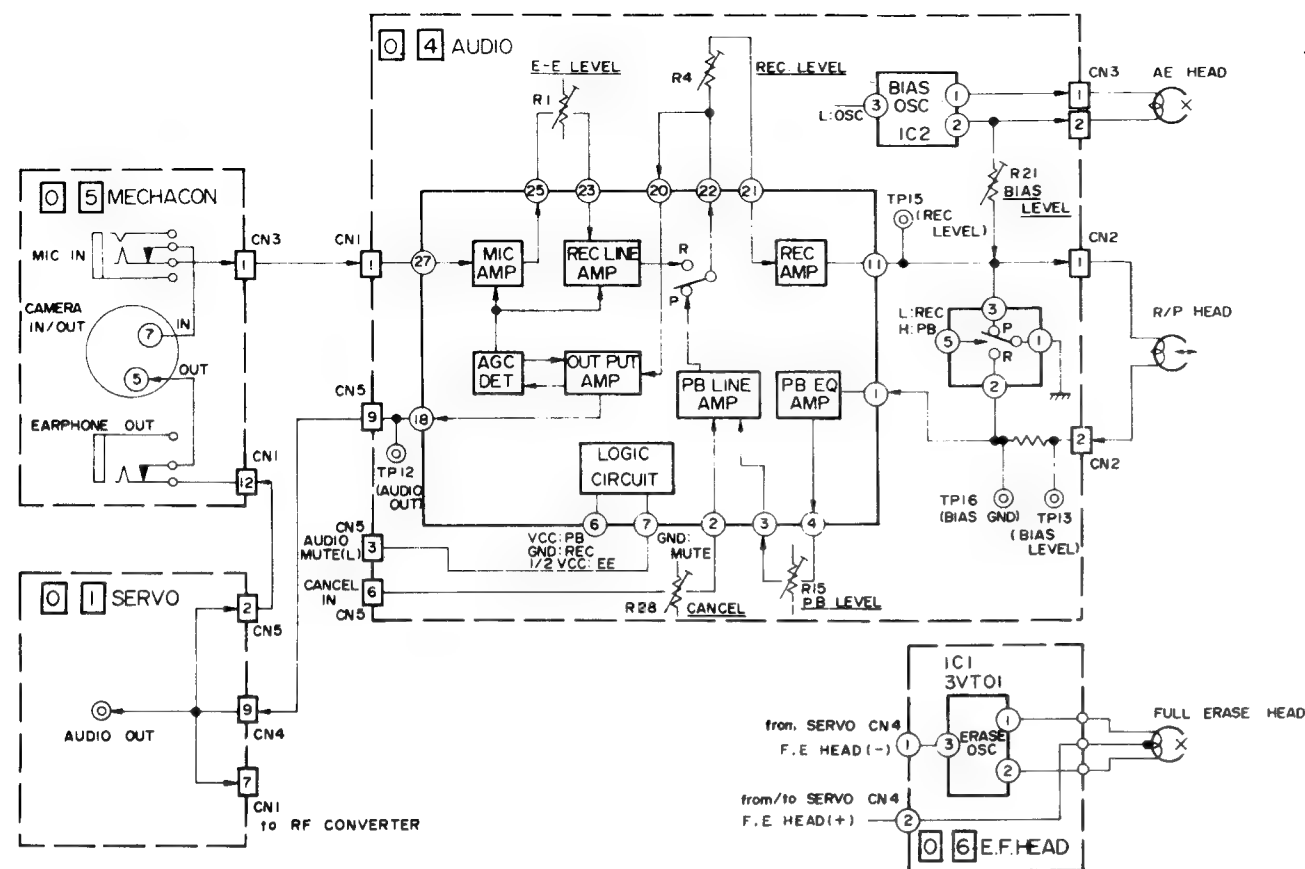 0 4 AUDIO
E-E LEVEL
R1
R4
REC. LEVEL
BIAS OSC
IC2
3
L:OSC
1
2
CN3
1
2
AE HEAD
R21
BIAS
LEVEL
0 5 MECHACON
MIC IN
CAMERA
IN/OUT
7
IN
5
OUT
EARPHONE OUT
CN3
1
CN1
12
CN1
1
27
25
23
20
22
21
MIC
AMP
REC LINE
AMP
R
P
REC
AMP
11
TP15
(REC
LEVEL)
CN2
1
R/P HEAD
L:REC
H:PB
3
5
P
R
1
2
AGC
DET
OUT PUT
AMP
PB LINE
AMP
PB EQ
AMP
1
CN5
9
18
TP12
(AUDIO
OUT)
LOGIC
CIRCUIT
6
7
2
3
4
2
CN2
TP16
(BIAS GND)
TP13
(BIAS
LEVEL)
VCC:PB
GND:REC
1/2 VCC:EE
GND:
MUTE
CN5
AUDIO
MUTE(L)
3
CANCEL
IN
6
CN5
R28
CANCEL
R15
PB LEVEL
0 1 SERVO
2
CN5
9
CN4
AUDIO OUT
7
CN1
to RF CONVERTER
IC1
3VT01
from SERVO CN4
F.E HEAD(-)
1
3
ERASE
OSC
1
2
FULL ERASE HEAD
from/to SERVO CN4
F.E HEAD(+)
2
0 6 E.F.HEAD